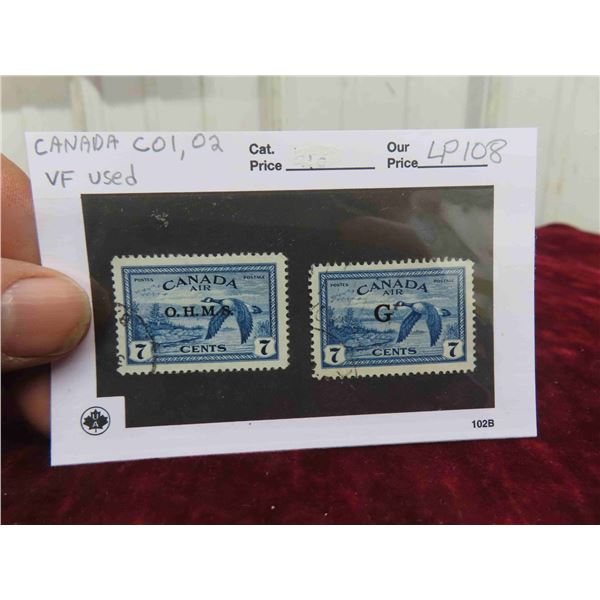 CANADA CO1, O2
VF used
Cat.
Price
Our
Price LP108
POSTES POSTAGE
CANADA
AIR
O.H.M.S.
7 CENTS 7
POSTES POSTAGE
CANADA
AIR
G
7 CENTS 7
102B